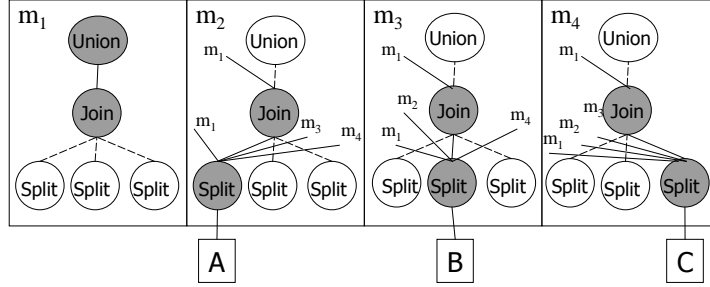 m1 m2 m3 m4
Union Union Union Union
m1 m1 m1
Join Join Join Join
m1 m3 m4
m2 m1 m4
m3 m2 m1
Split Split Split
Split Split Split
Split Split Split
Split Split Split
A B C